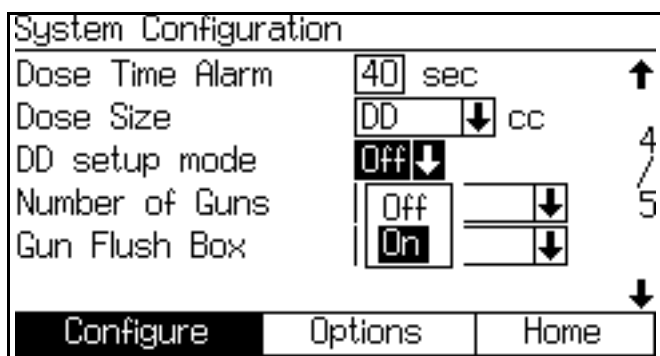 System Configuration
Dose Time Alarm 40 sec
Dose Size DD cc
DD setup mode Off
Number of Guns Off
Gun Flush Box On
4/5
Configure Options Home